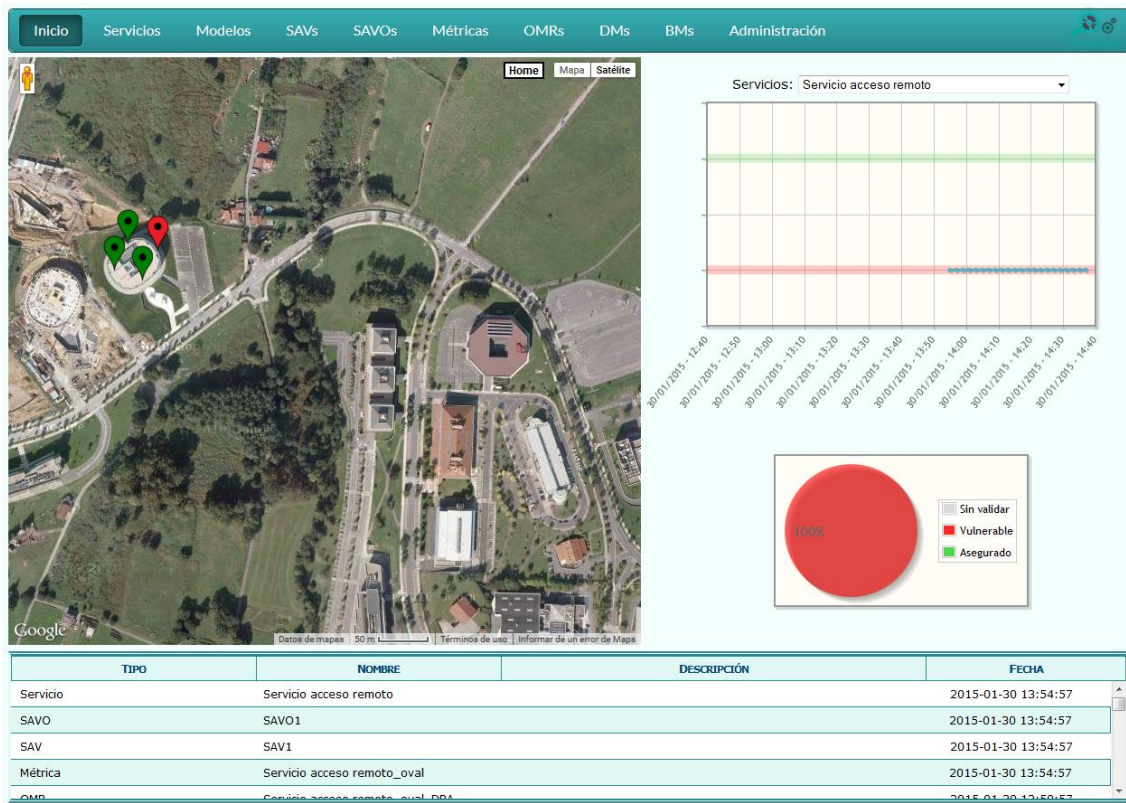 Inicio Servicios Modelos SAVs SAVOs Métricas OMRs DMs BMs Administración
Home Mapa Satélite
Servicios: Servicio acceso remoto
30/01/2015 - 12:40
30/01/2015 - 12:50
30/01/2015 - 13:00
30/01/2015 - 13:10
30/01/2015 - 13:20
30/01/2015 - 13:30
30/01/2015 - 13:40
30/01/2015 - 13:50
30/01/2015 - 14:00
30/01/2015 - 14:10
30/01/2015 - 14:20
30/01/2015 - 14:30
30/01/2015 - 14:40
100%
Sin validar
Vulnerable
Asegurado
Google
Datos de mapas 50 m Términos de uso Informar de un error de Maps
TIPO NOMBRE DESCRIPCIÓN FECHA
Servicio Servicio acceso remoto 2015-01-30 13:54:57
SAVO SAVO1 2015-01-30 13:54:57
SAV SAV1 2015-01-30 13:54:57
Métrica Servicio acceso remoto_oval 2015-01-30 13:54:57
OMR Servicio acceso remoto_oval_DBA